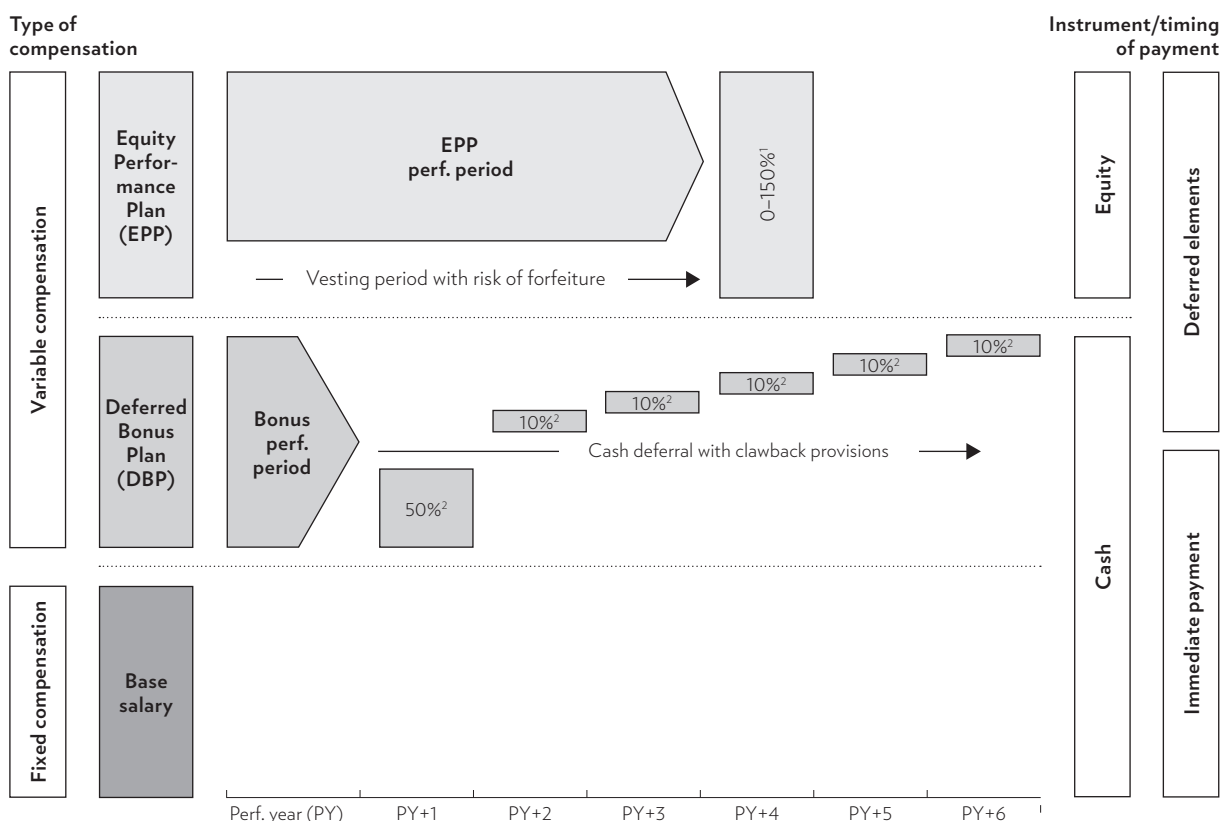 Type of
compensation
Instrument/timing
of payment
Variable compensation
Equity
Perfor-
mance
Plan
(EPP)
EPP
perf. period
0–150%¹
Equity
Deferred elements
Vesting period with risk of forfeiture
Deferred
Bonus
Plan
(DBP)
Bonus
perf.
period
50%²
10%²
10%²
10%²
10%²
10%²
Cash deferral with clawback provisions
Cash
Immediate payment
Fixed compensation
Base
salary
Perf. year (PY)
PY+1
PY+2
PY+3
PY+4
PY+5
PY+6